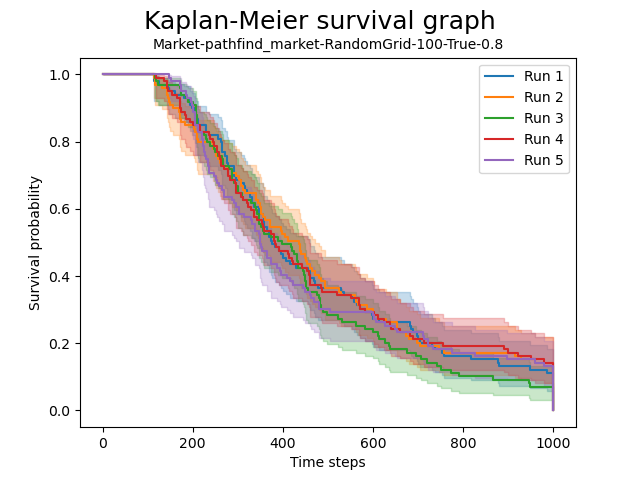 Kaplan-Meier survival graph
Market-pathfind_market-RandomGrid-100-True-0.8
Survival probability
1.0
0.8
0.6
0.4
0.2
0.0
Run 1
Run 2
Run 3
Run 4
Run 5
0 200 400 600 800 1000
Time steps